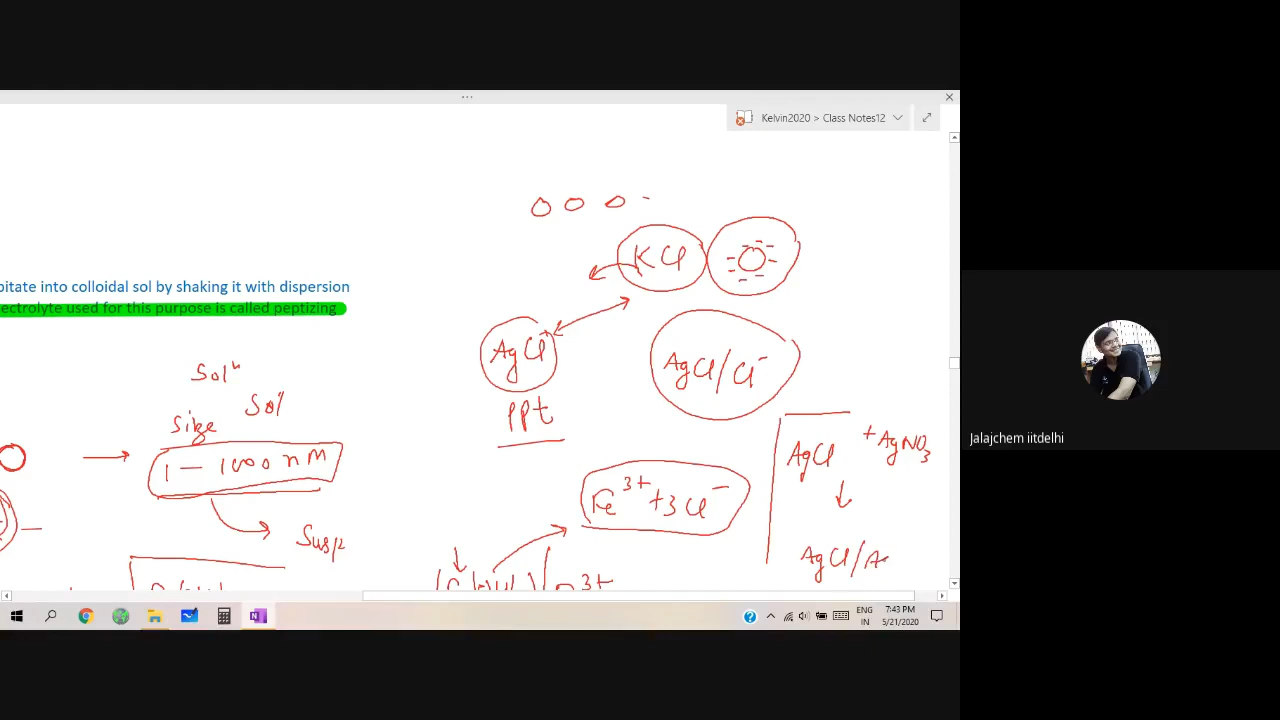 Kelvin2020 > Class Notes12
KCl
pitate into colloidal sol by shaking it with dispersion
ectrolyte used for this purpose is called peptizing
AgCl
AgCl/Cl⁻
Solⁿ
Sol
Size
ppt
1 – 1000 nm
AgCl + AgNO₃
Fe³⁺ + 3Cl⁻
Susp
AgCl/A
3+
Jalajchem iitdelhi
ENG
IN
7:43 PM
5/21/2020